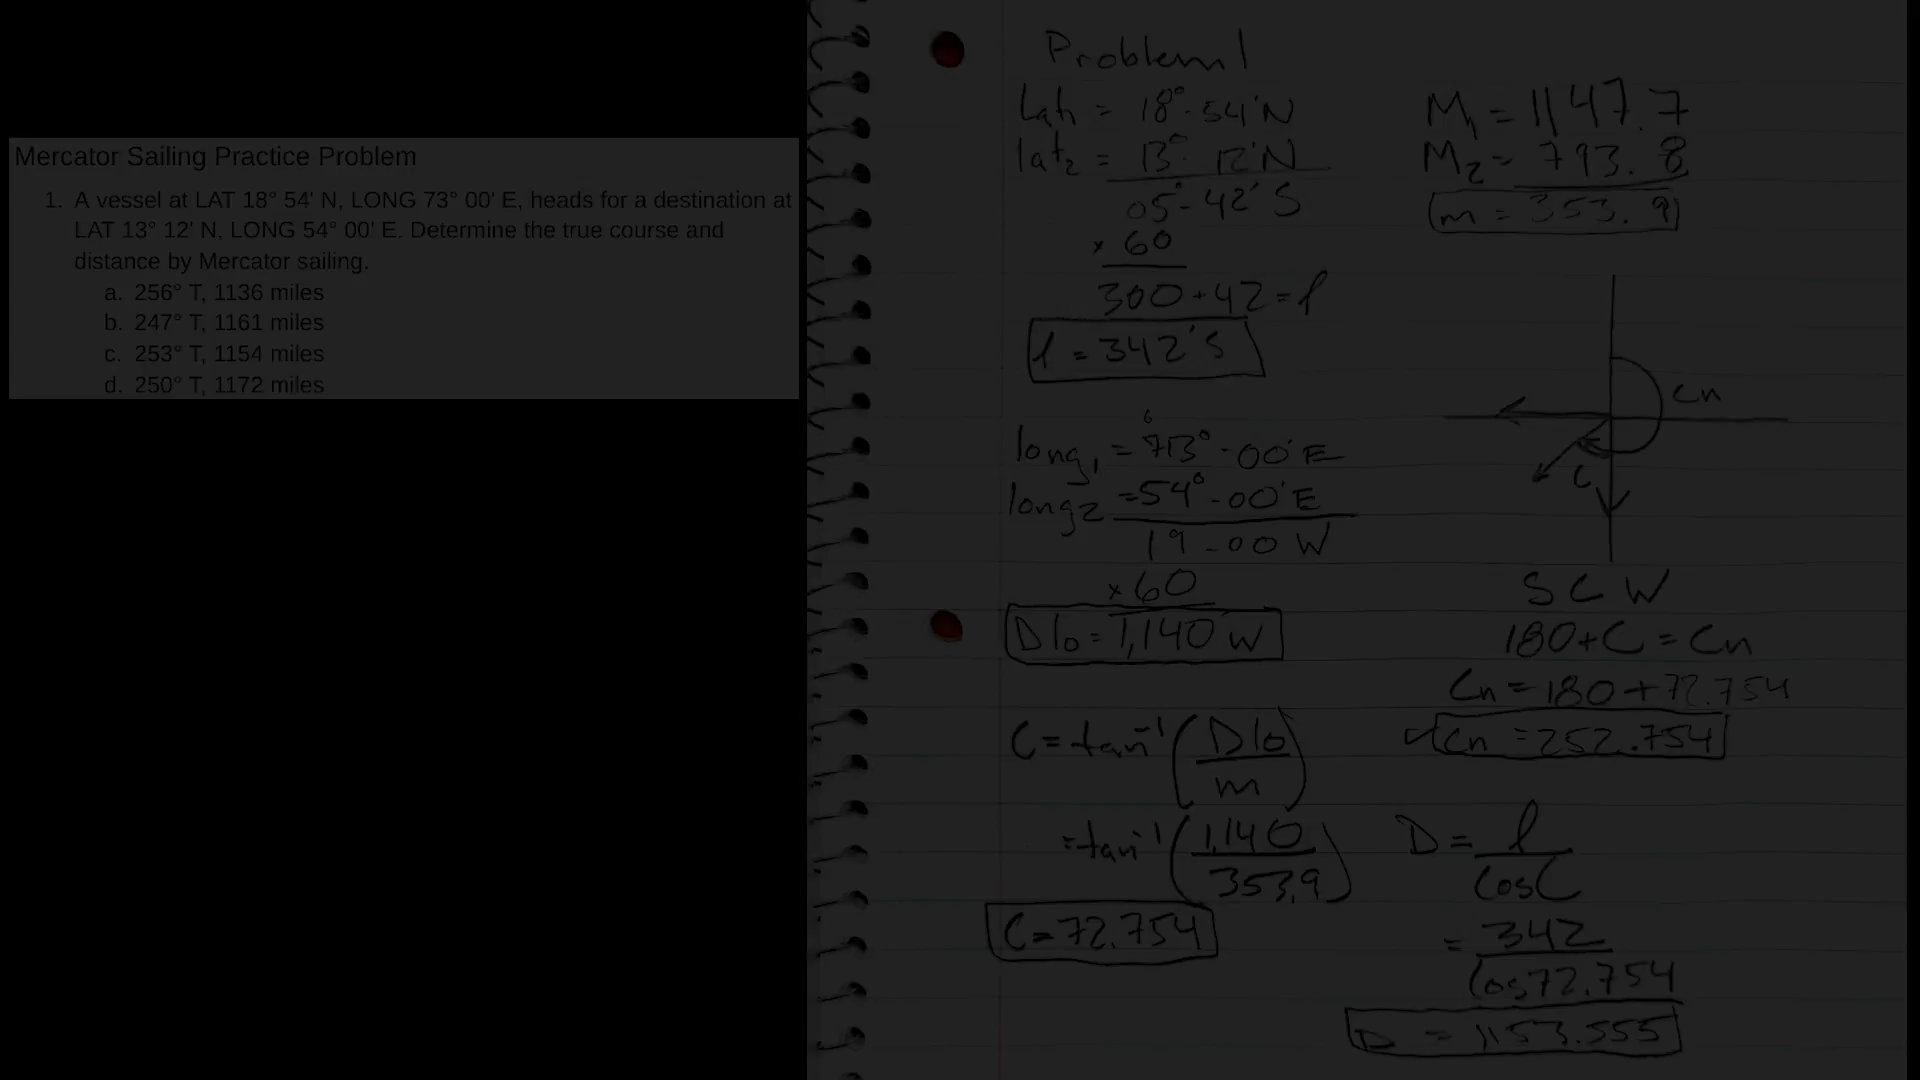 Mercator Sailing Practice Problem
1. A vessel at LAT 18° 54' N, LONG 73° 00' E, heads for a destination at
LAT 13° 12' N, LONG 54° 00' E. Determine the true course and
distance by Mercator sailing.
a. 256° T, 1136 miles
b. 247° T, 1161 miles
c. 253° T, 1154 miles
d. 250° T, 1172 miles
Problem 1
Lat₁ = 18°-54'N
lat₂ = 13°-12'N
05°-42'S
× 60
300+42=l
l = 342'S
6
long₁ = 73°-00'E
long₂ = 54°-00'E
19-00 W
×60
Dlo = 1,140 W
C = tan⁻¹(Dlo/m)
= tan⁻¹(1,140/353.9)
C = 72.754
M₁ = 1147.7
M₂ = 793.8
m = 353.9
Cn
C
S C W
180+C = Cn
Cn = 180+72.754
Cn = 252.754
D = l/CosC
= 342/Cos72.754
D = 1153.555